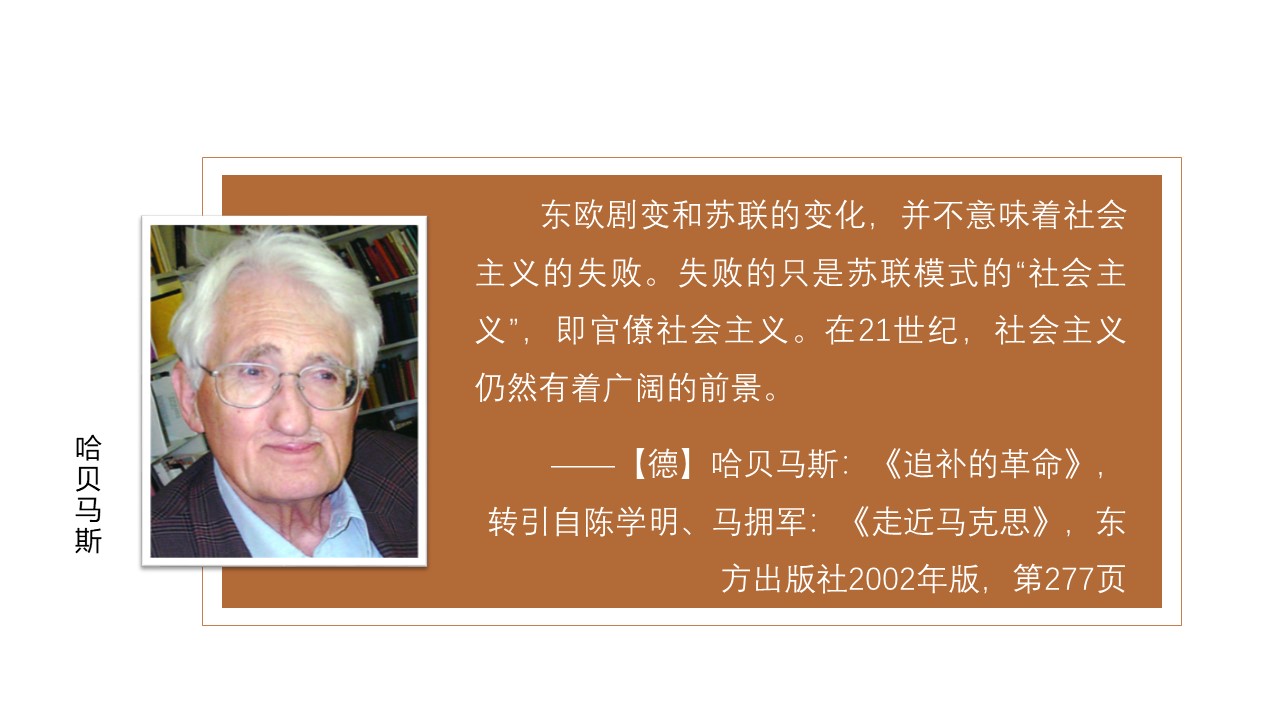 东欧剧变和苏联的变化，并不意味着社会
主义的失败。失败的只是苏联模式的“社会主
义”，即官僚社会主义。在21世纪，社会主义
仍然有着广阔的前景。
——【德】哈贝马斯：《追补的革命》，
转引自陈学明、马拥军：《走近马克思》，东
方出版社2002年版，第277页
哈贝马斯